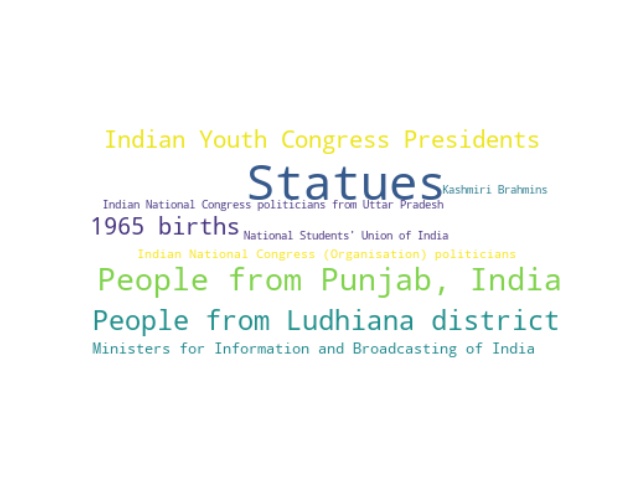 Indian Youth Congress Presidents
Statues
Kashmiri Brahmins
Indian National Congress politicians from Uttar Pradesh
1965 births
National Students' Union of India
Indian National Congress (Organisation) politicians
People from Punjab, India
People from Ludhiana district
Ministers for Information and Broadcasting of India